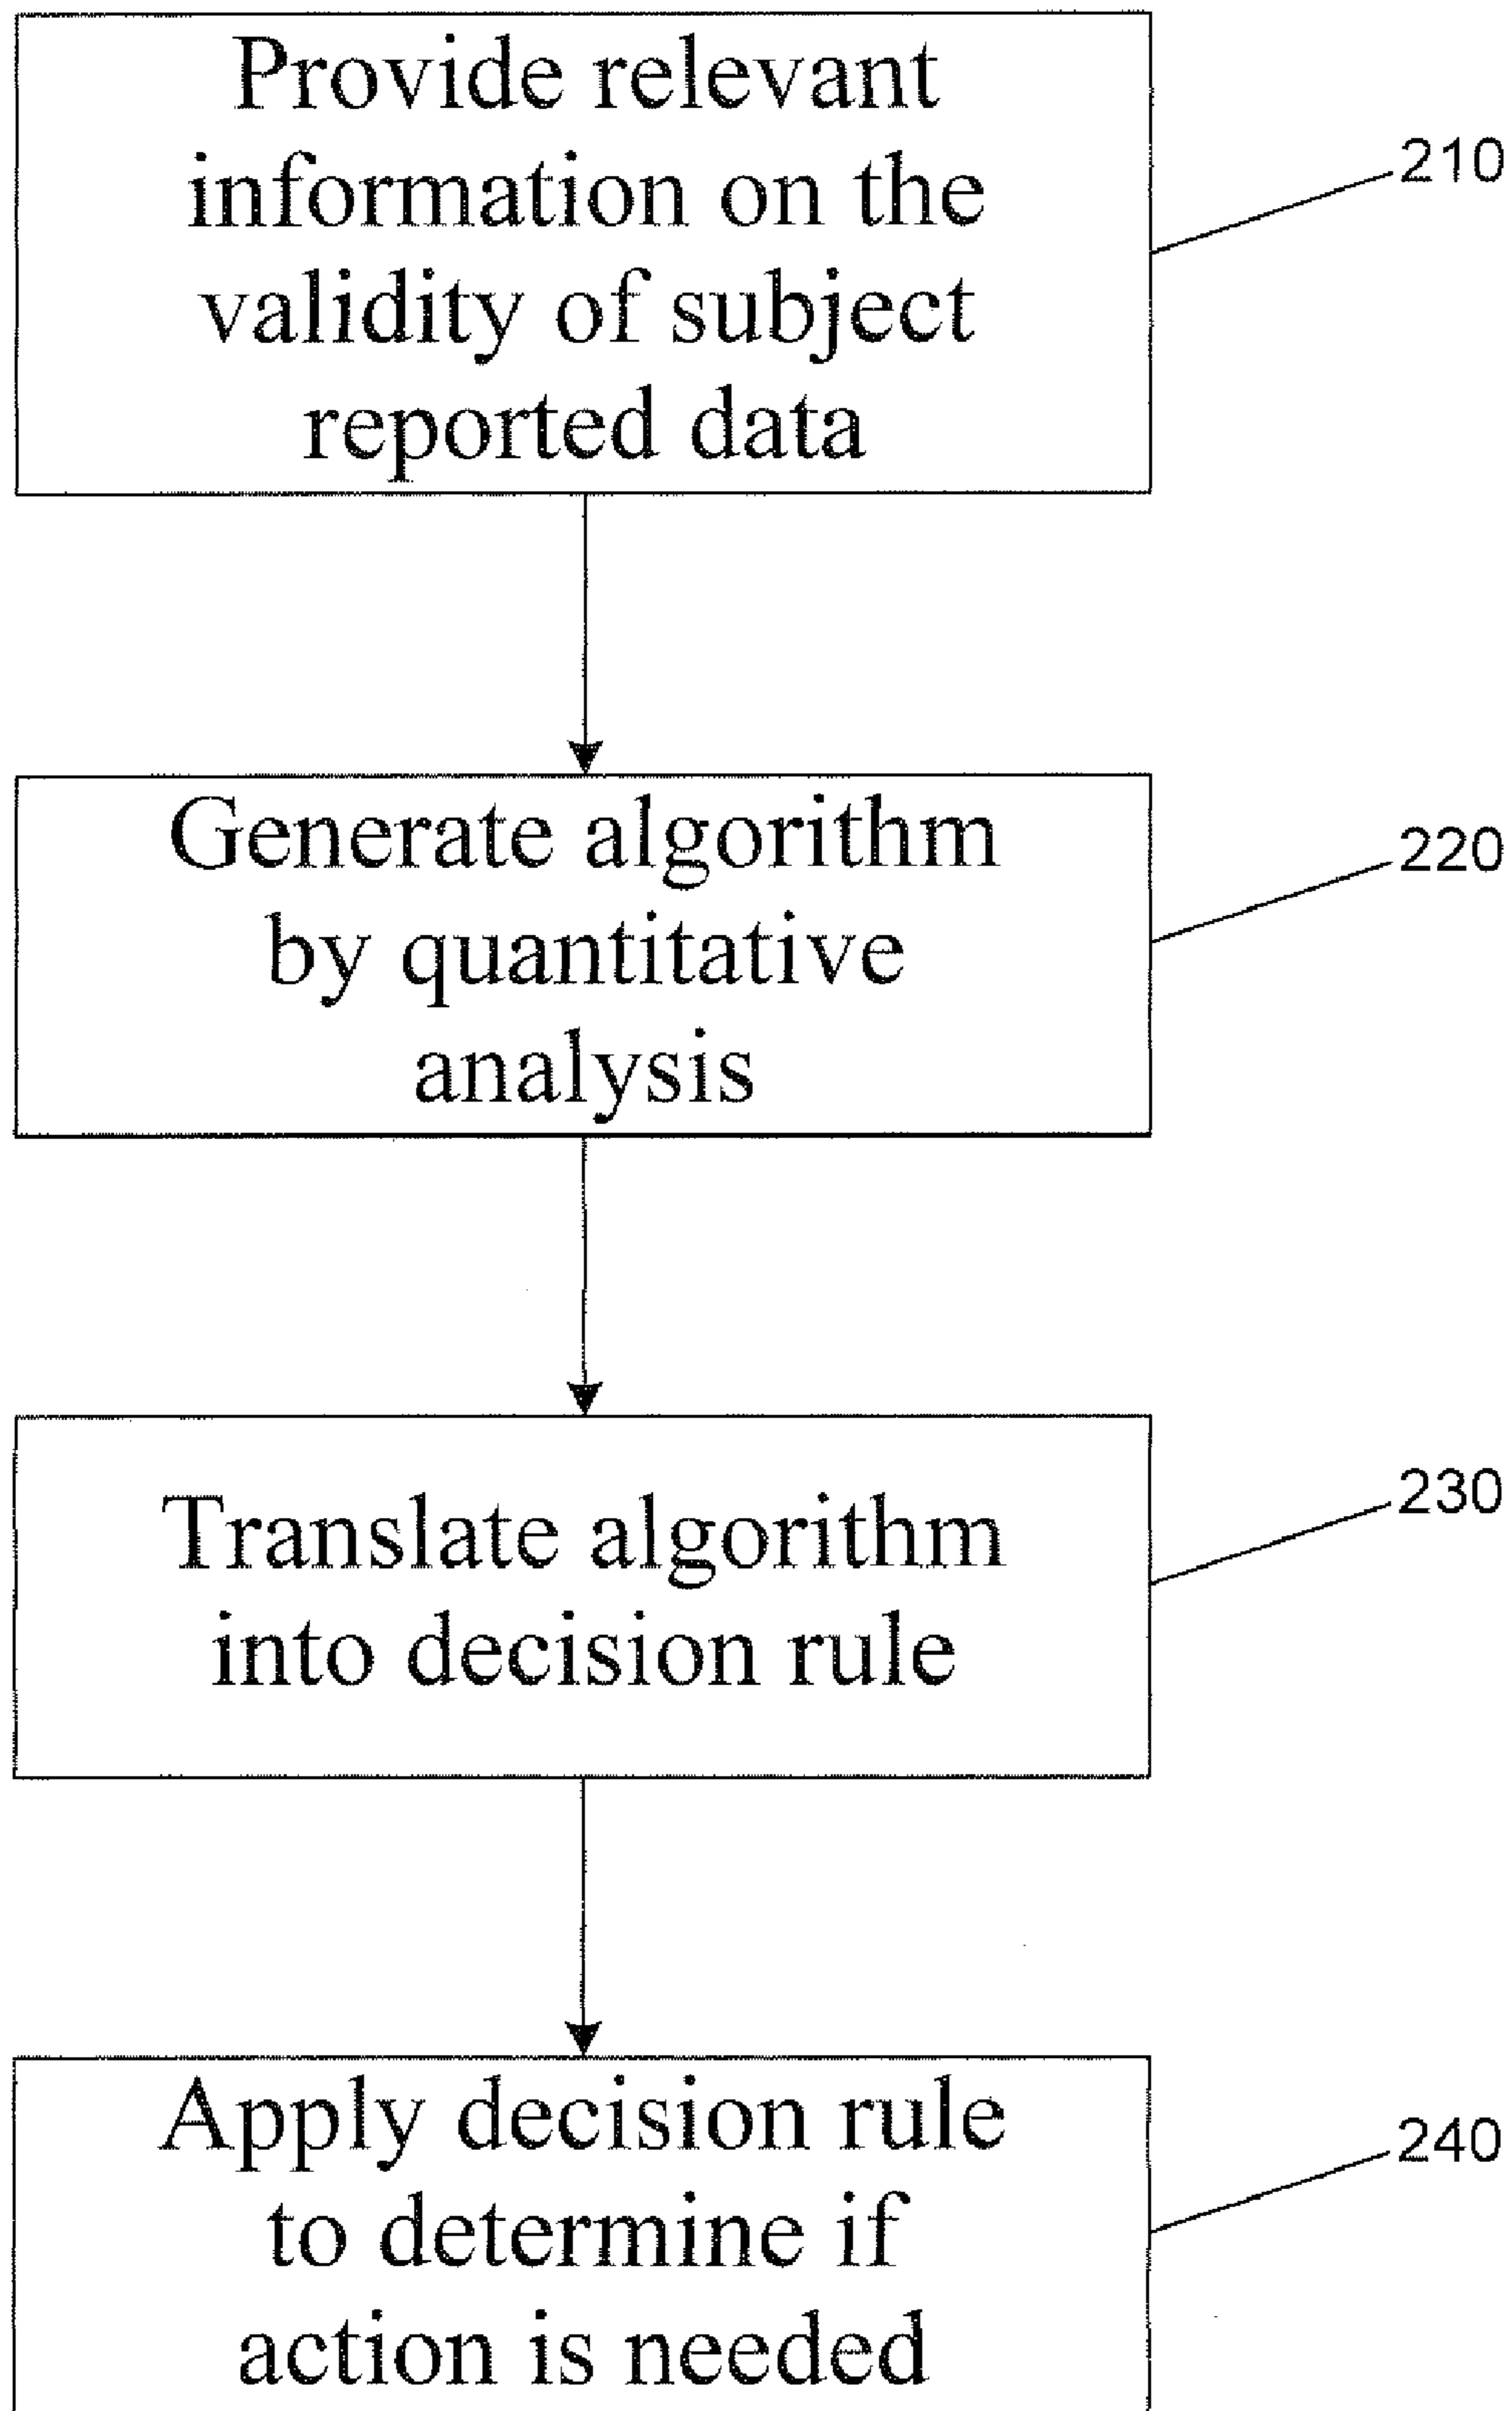 Provide relevant
information on the
validity of subject
reported data
210
Generate algorithm
by quantitative
analysis
220
Translate algorithm
into decision rule
230
Apply decision rule
to determine if
action is needed
240